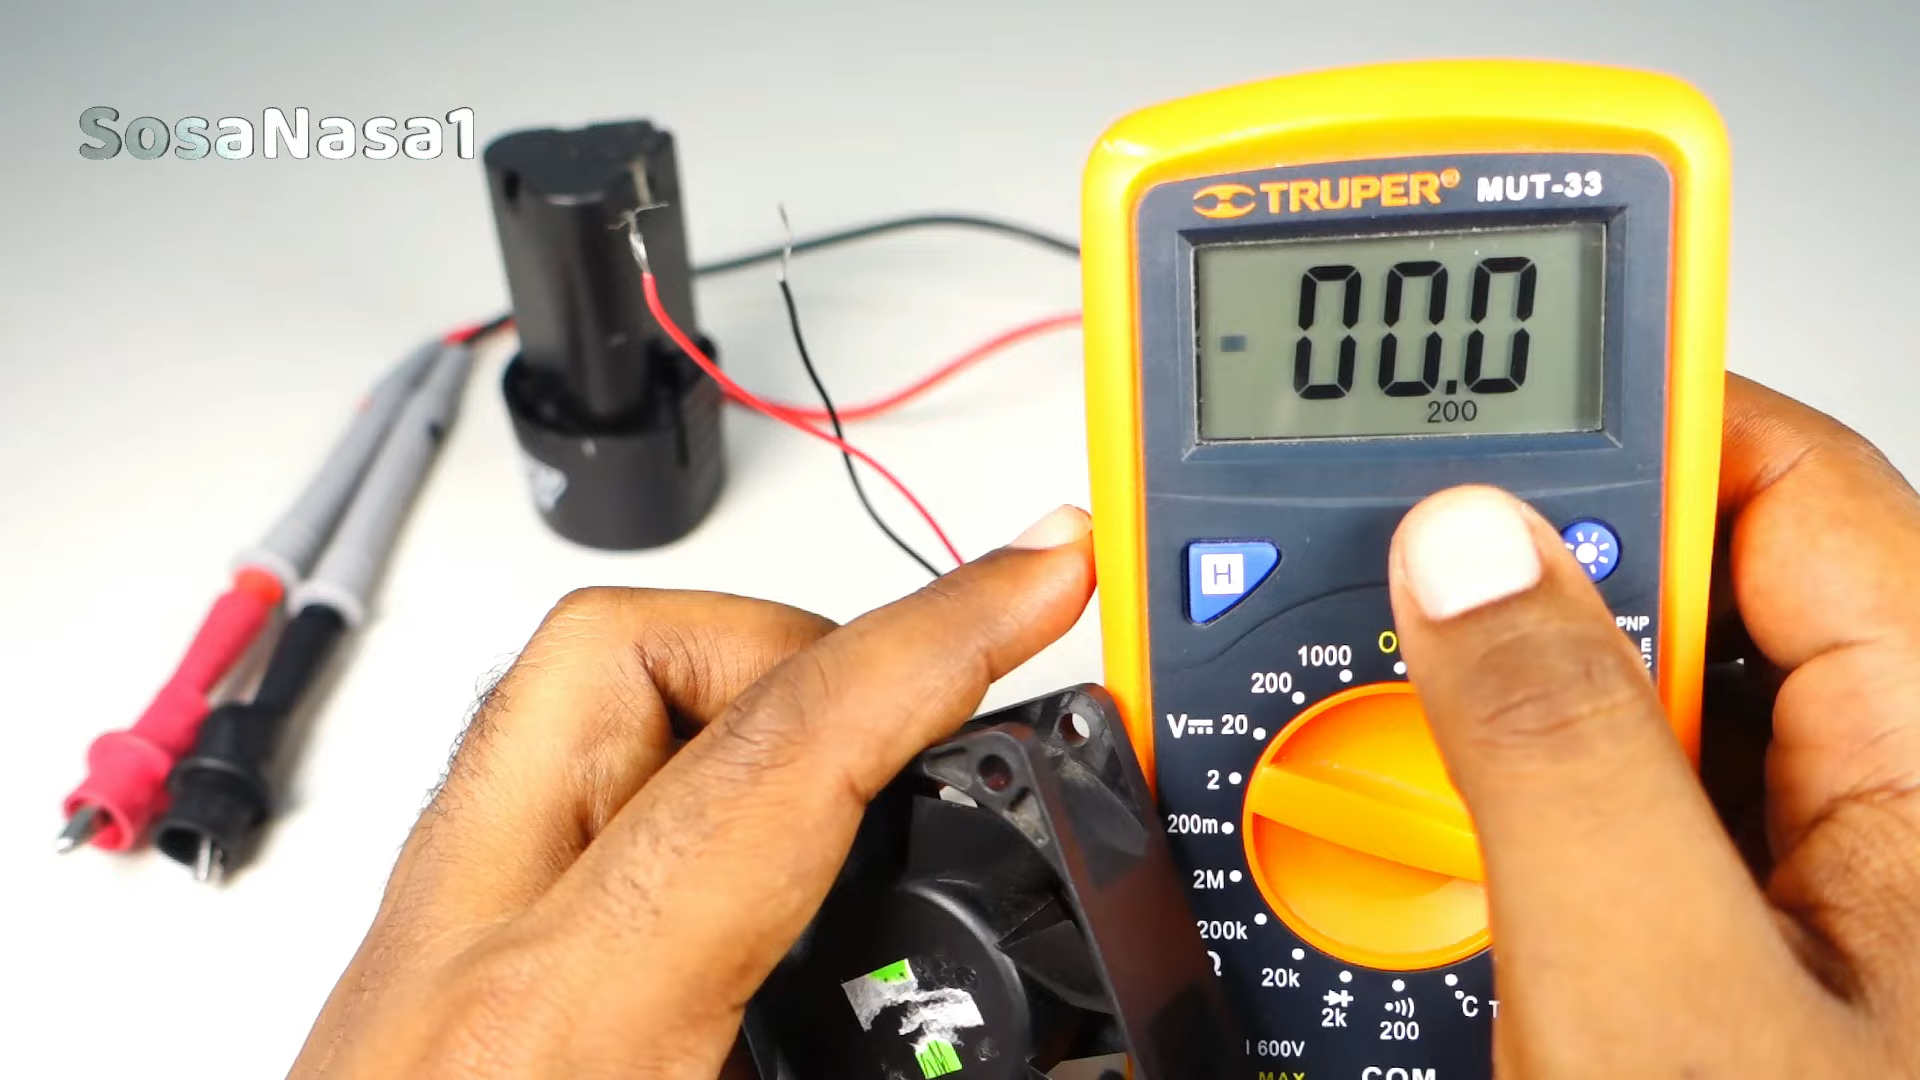 SosaNasa1
TRUPER® MUT-33
- 00.0
200
H
PNP
E
C
1000
200
V⎓ 20
2
200m
2M
200k
Ω
20k
2k
200
°C
600V
MAX
COM